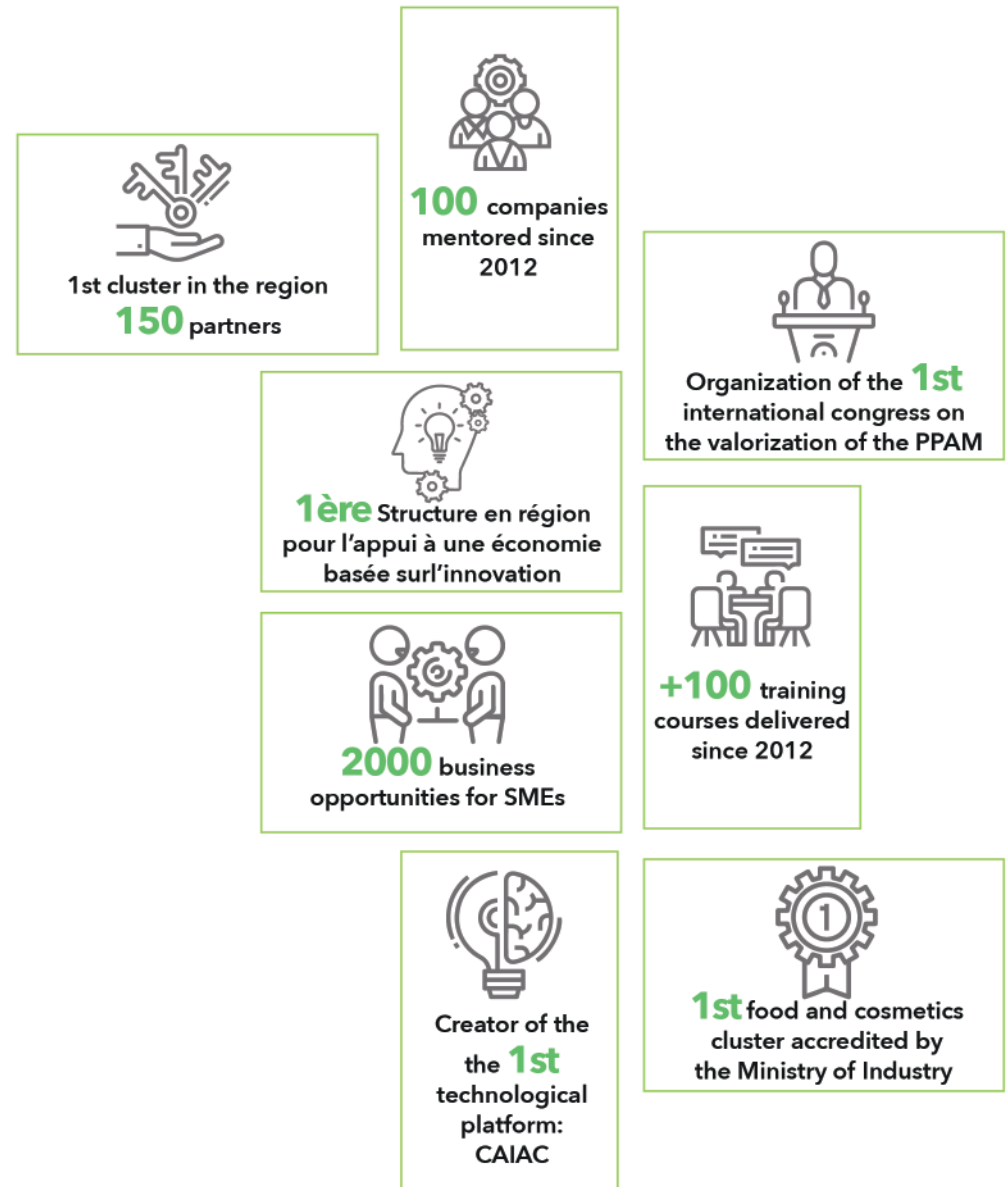 100 companies
mentored since
2012
1st cluster in the region
150 partners
Organization of the 1st
international congress on
the valorization of the PPAM
1ère Structure en région
pour l'appui à une économie
basée surl'innovation
+100 training
courses delivered
since 2012
2000 business
opportunities for SMEs
Creator of the
the 1st
technological
platform:
CAIAC
1
1st food and cosmetics
cluster accredited by
the Ministry of Industry